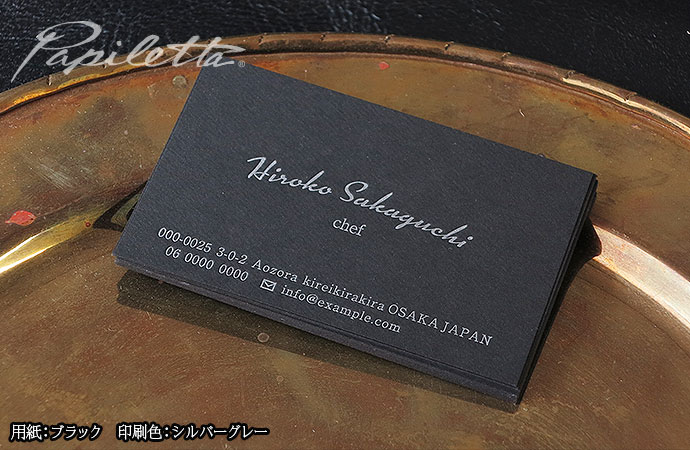 Papiletta®
Hiroko Sakaguchi
chef
000-0025 3-0-2 Aozora kireikirakira OSAKA JAPAN
06 0000 0000 ✉ info@example.com
用紙：ブラック　印刷色：シルバーグレー